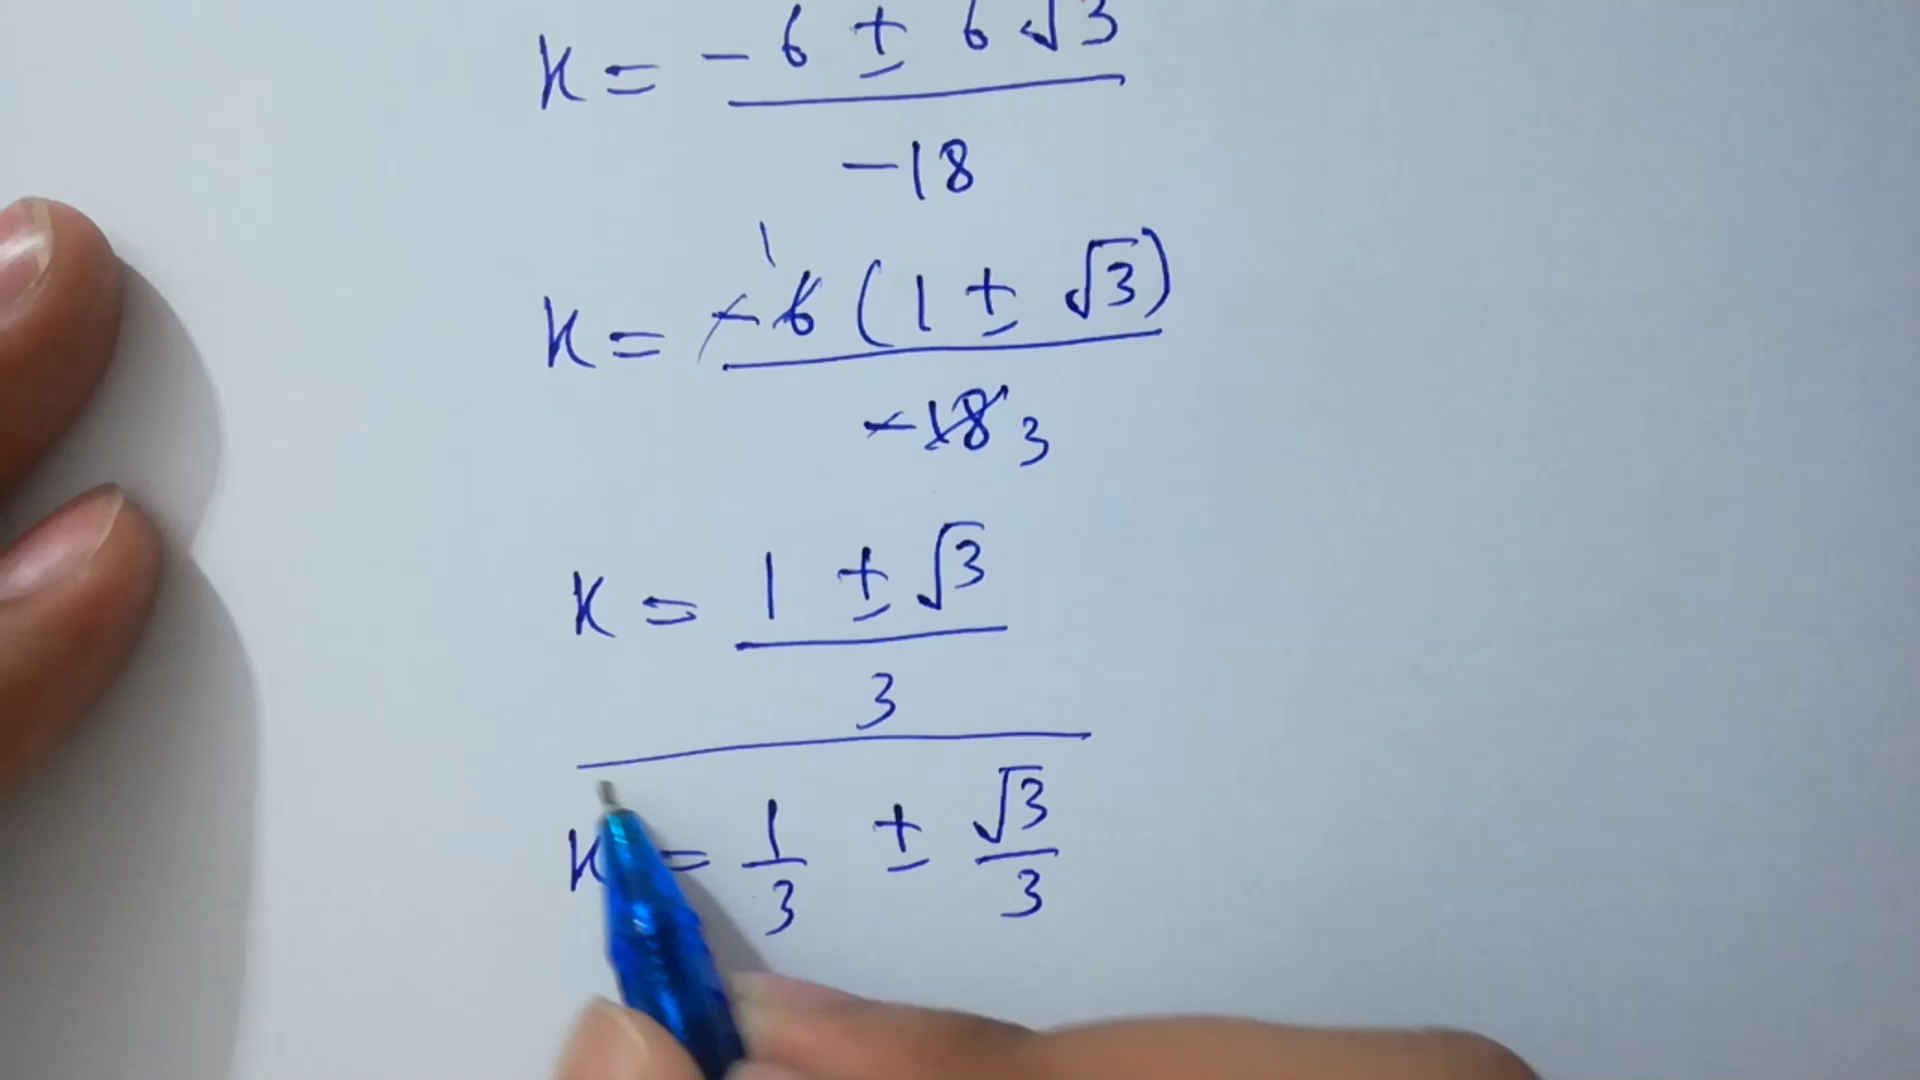 K = -6 ± 6√3
-18
1
K = -6 (1 ± √3)
-18 3
K = 1 ± √3
3
K = 1/3 ± √3/3